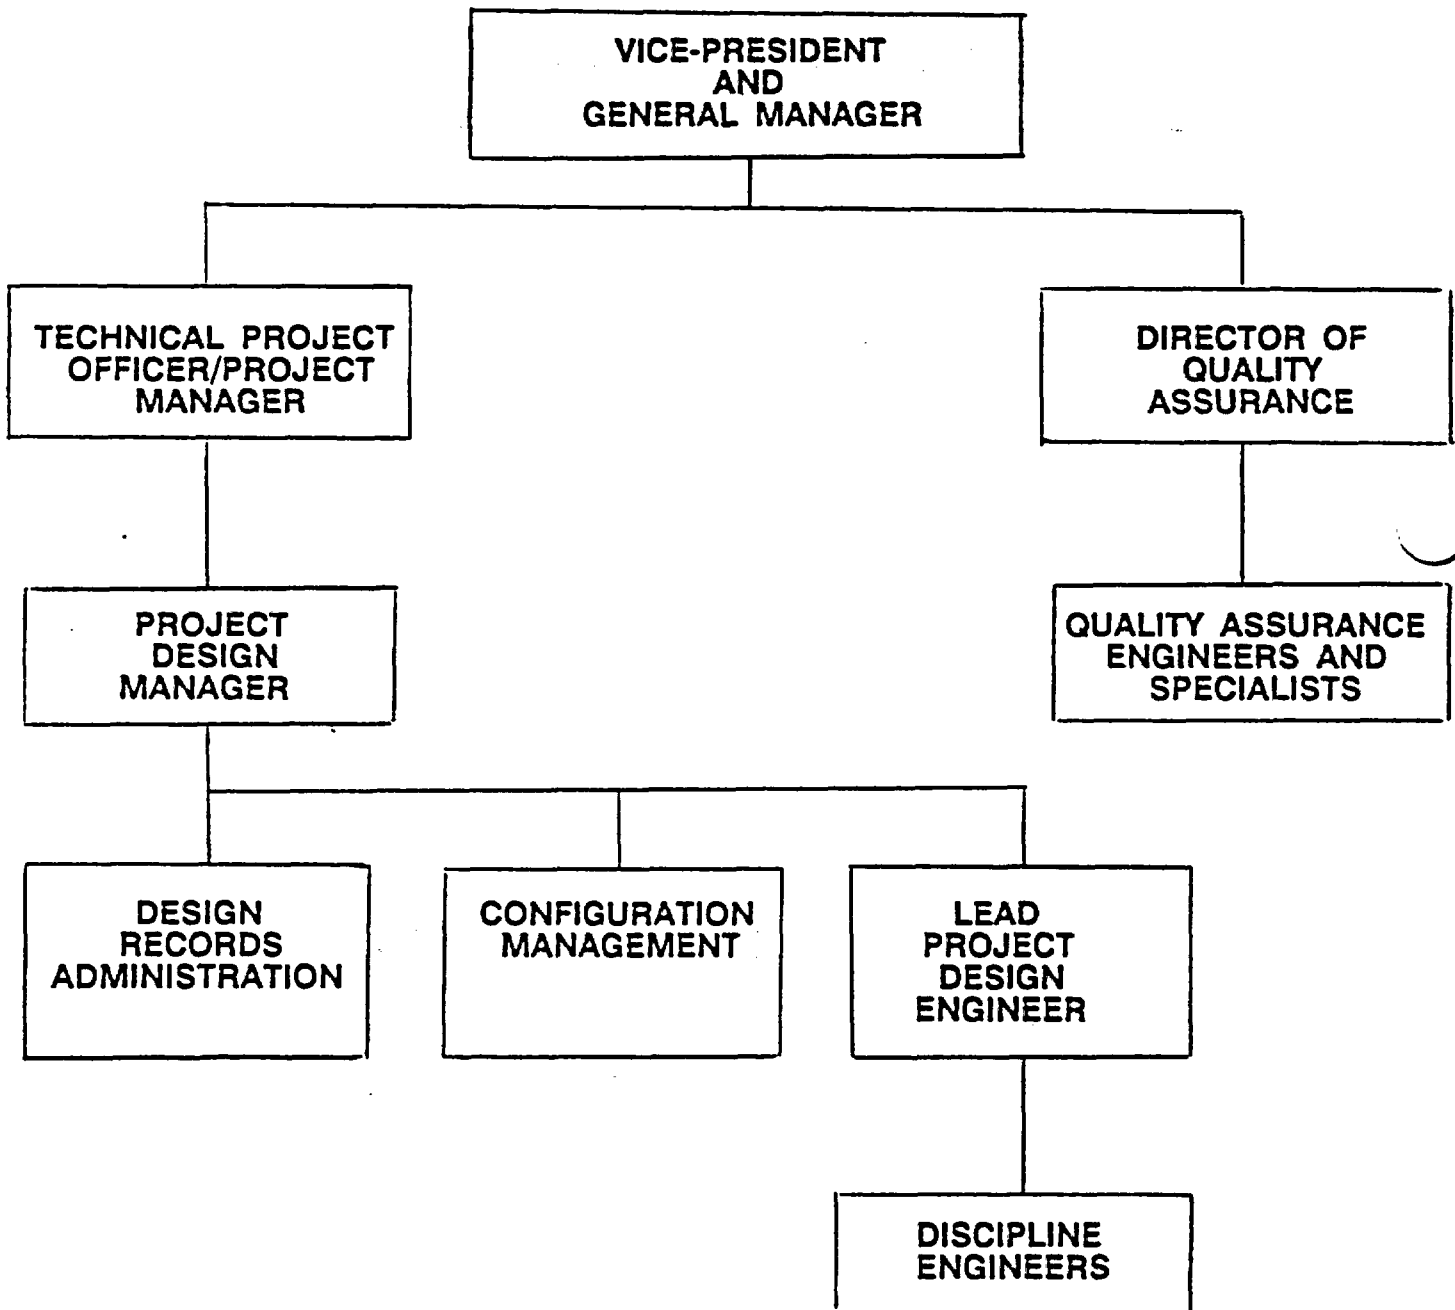 VICE-PRESIDENT
AND
GENERAL MANAGER
TECHNICAL PROJECT
OFFICER/PROJECT
MANAGER
DIRECTOR OF
QUALITY
ASSURANCE
PROJECT
DESIGN
MANAGER
QUALITY ASSURANCE
ENGINEERS AND
SPECIALISTS
DESIGN
RECORDS
ADMINISTRATION
CONFIGURATION
MANAGEMENT
LEAD
PROJECT
DESIGN
ENGINEER
DISCIPLINE
ENGINEERS